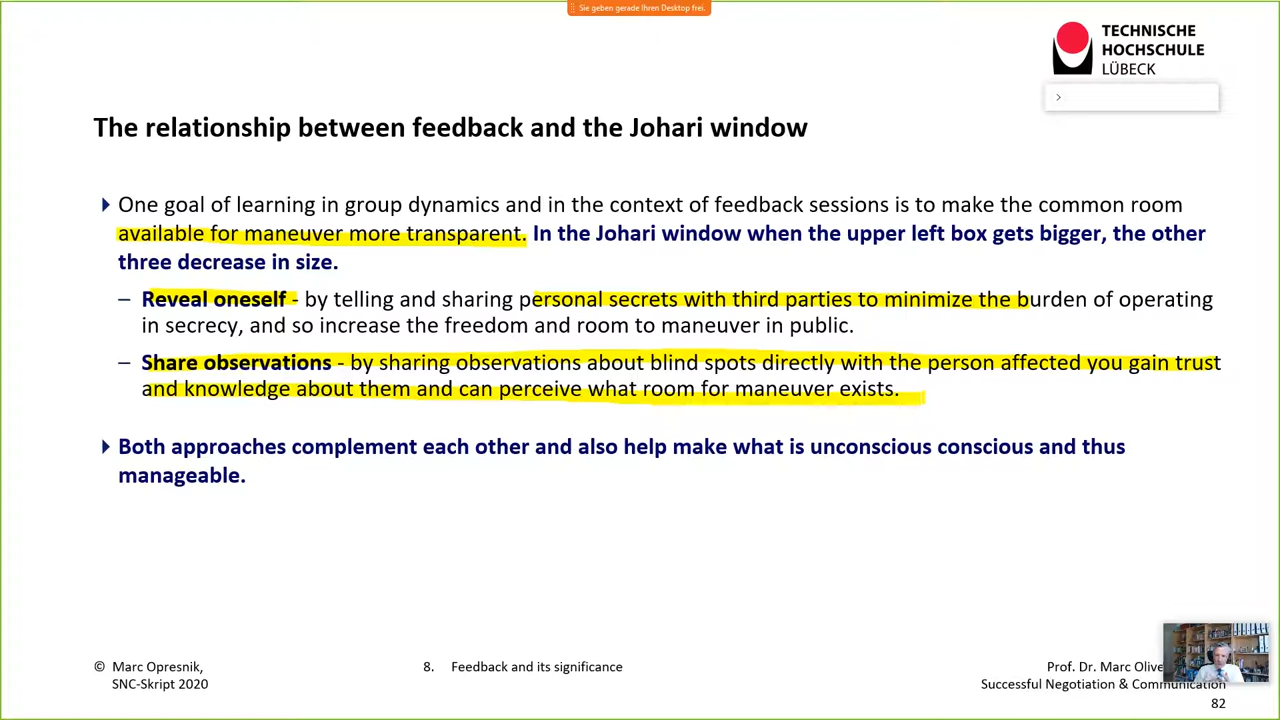 Sie geben gerade Ihren Desktop frei.
TECHNISCHE
HOCHSCHULE
LÜBECK
The relationship between feedback and the Johari window
One goal of learning in group dynamics and in the context of feedback sessions is to make the common room
available for maneuver more transparent. In the Johari window when the upper left box gets bigger, the other
three decrease in size.
– Reveal oneself - by telling and sharing personal secrets with third parties to minimize the burden of operating
in secrecy, and so increase the freedom and room to maneuver in public.
– Share observations - by sharing observations about blind spots directly with the person affected you gain trust
and knowledge about them and can perceive what room for maneuver exists.
Both approaches complement each other and also help make what is unconscious conscious and thus
manageable.
© Marc Opresnik,
SNC-Skript 2020
8. Feedback and its significance
Prof. Dr. Marc
Successful Negotiation & Communication
82